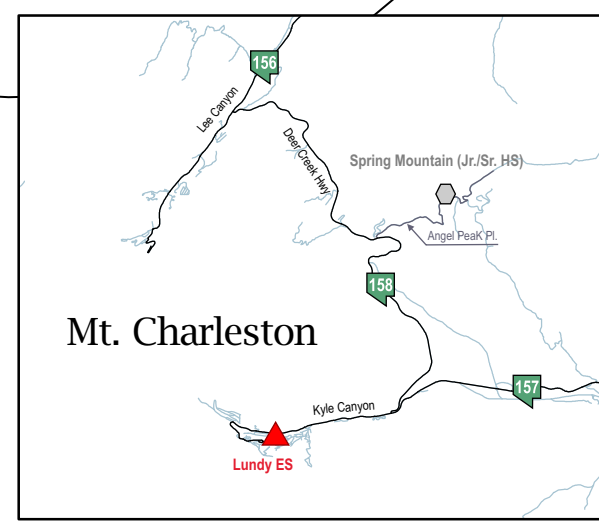 156
Lee Canyon
Deer Creek Hwy
Spring Mountain (Jr./Sr. HS)
Angel PeaK Pl.
158
Mt. Charleston
157
Kyle Canyon
Lundy ES